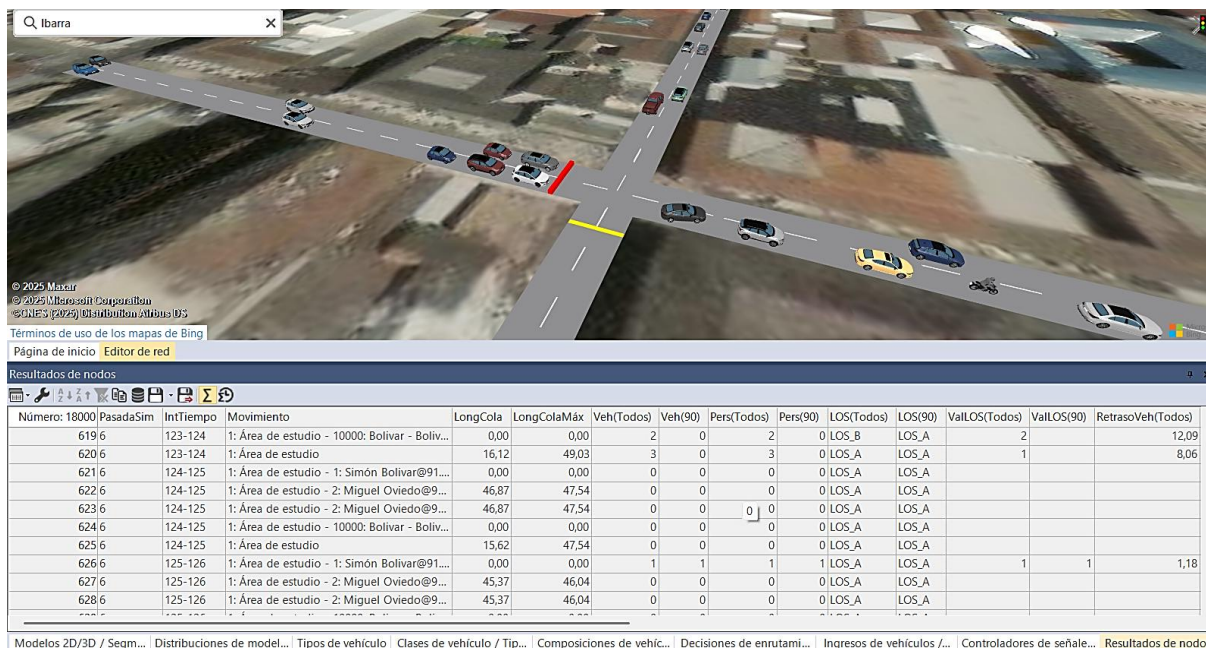 Ibarra
© 2025 Maxar
© 2025 Microsoft Corporation
©CNES (2025) Distribution Airbus DS
Términos de uso de los mapas de Bing
Página de inicio Editor de red
Resultados de nodos
Número: 18000 PasadaSim IntTiempo Movimiento LongCola LongColaMáx Veh(Todos) Veh(90) Pers(Todos) Pers(90) LOS(Todos) LOS(90) ValLOS(Todos) ValLOS(90) RetrasoVeh(Todos)
619 6 123-124 1: Área de estudio - 10000: Bolivar - Boliv... 0,00 0,00 2 0 2 0 LOS_B LOS_A 2 12,09
620 6 123-124 1: Área de estudio 16,12 49,03 3 0 3 0 LOS_A LOS_A 1 8,06
621 6 124-125 1: Área de estudio - 1: Simón Bolivar@91.... 0,00 0,00 0 0 0 0 LOS_A LOS_A
622 6 124-125 1: Área de estudio - 2: Miguel Oviedo@9... 46,87 47,54 0 0 0 0 LOS_A LOS_A
623 6 124-125 1: Área de estudio - 2: Miguel Oviedo@9... 46,87 47,54 0 0 0 0 0 LOS_A LOS_A
624 6 124-125 1: Área de estudio - 10000: Bolivar - Boliv... 0,00 0,00 0 0 0 0 LOS_A LOS_A
625 6 124-125 1: Área de estudio 15,62 47,54 0 0 0 0 LOS_A LOS_A
626 6 125-126 1: Área de estudio - 1: Simón Bolivar@91.... 0,00 0,00 1 1 1 1 LOS_A LOS_A 1 1 1,18
627 6 125-126 1: Área de estudio - 2: Miguel Oviedo@9... 45,37 46,04 0 0 0 0 LOS_A LOS_A
628 6 125-126 1: Área de estudio - 2: Miguel Oviedo@9... 45,37 46,04 0 0 0 0 LOS_A LOS_A
Modelos 2D/3D / Segm... Distribuciones de model... Tipos de vehículo Clases de vehículo / Tip... Composiciones de vehíc... Decisiones de enrutami... Ingresos de vehículos /... Controladores de señale... Resultados de nodo